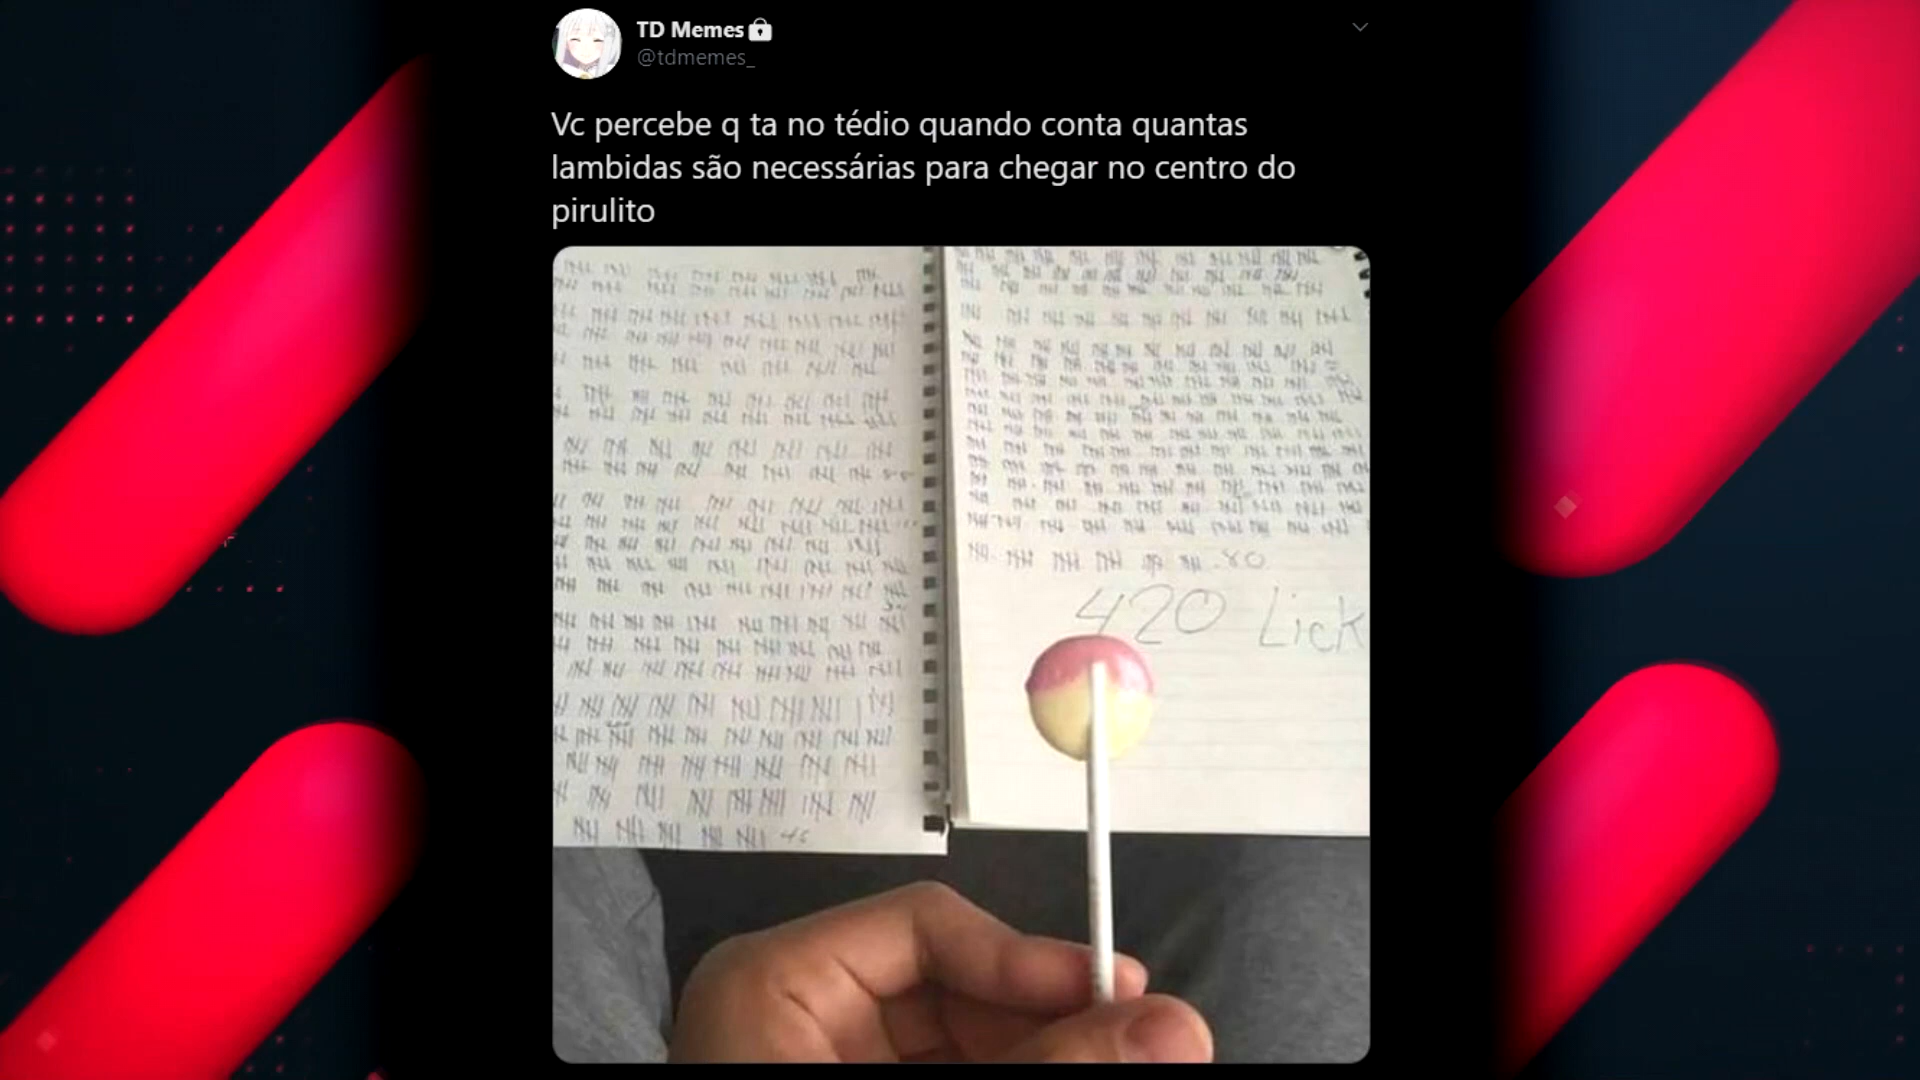 TD Memes
@tdmemes_
Vc percebe q ta no tédio quando conta quantas
lambidas são necessárias para chegar no centro do
pirulito
80
420 Lick